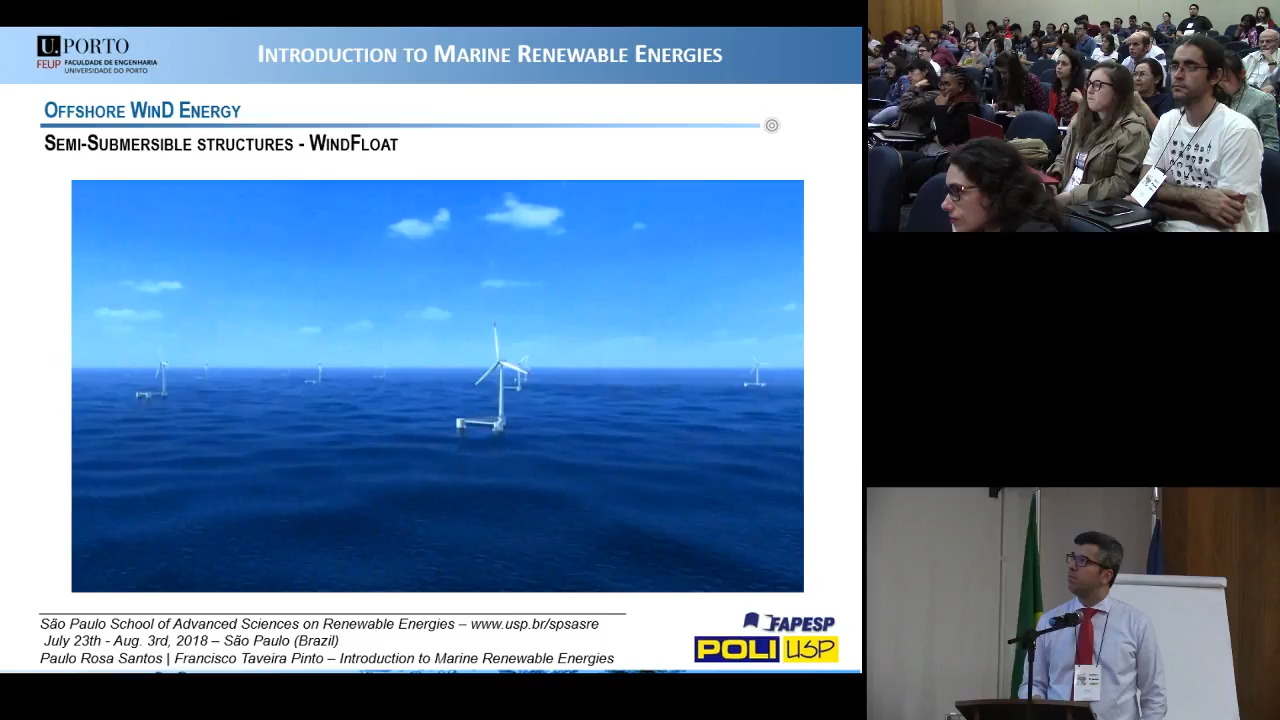 U. PORTO
FEUP FACULDADE DE ENGENHARIA
UNIVERSIDADE DO PORTO
INTRODUCTION TO MARINE RENEWABLE ENERGIES
OFFSHORE WIND ENERGY
SEMI-SUBMERSIBLE STRUCTURES - WINDFLOAT
São Paulo School of Advanced Sciences on Renewable Energies – www.usp.br/spsasre
July 23th - Aug. 3rd, 2018 – São Paulo (Brazil)
Paulo Rosa Santos | Francisco Taveira Pinto – Introduction to Marine Renewable Energies
FAPESP
POLI USP